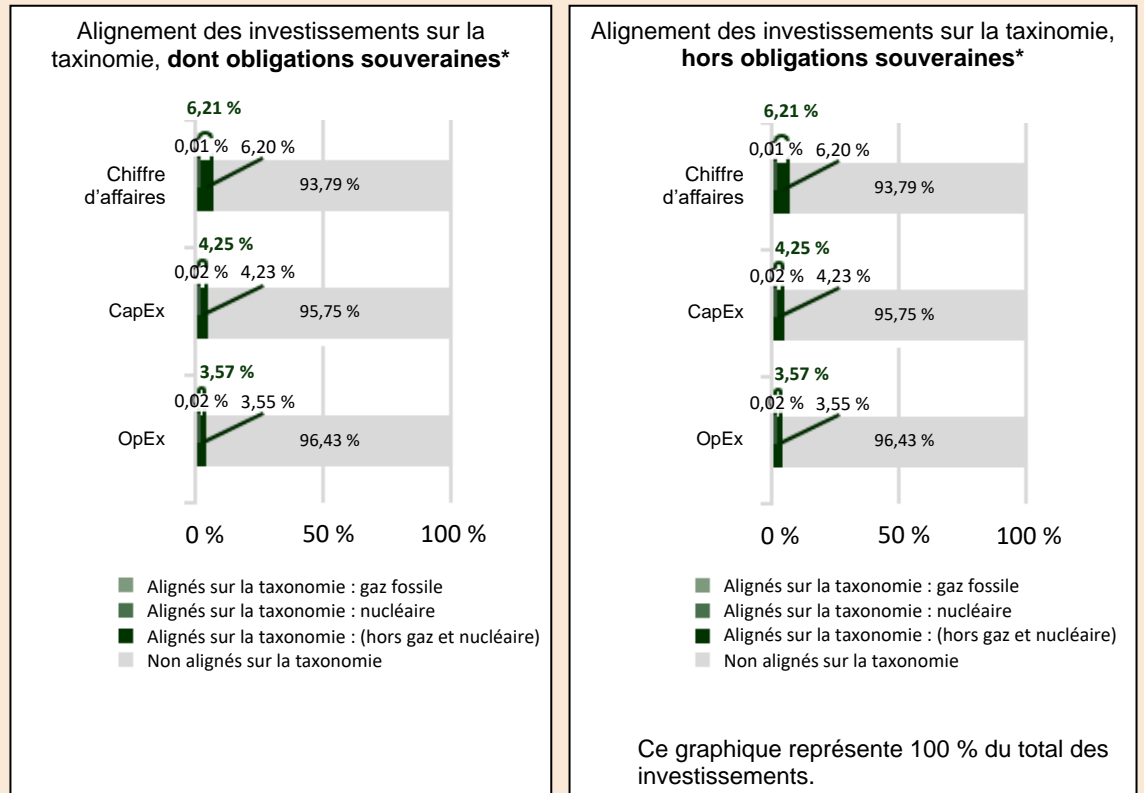 Alignement des investissements sur la
taxinomie, dont obligations souveraines*
6,21 %
0,01 % 6,20 %
Chiffre
d'affaires
93,79 %
4,25 %
0,02 % 4,23 %
CapEx
95,75 %
3,57 %
0,02 % 3,55 %
OpEx
96,43 %
0 % 50 % 100 %
Alignés sur la taxonomie : gaz fossile
Alignés sur la taxonomie : nucléaire
Alignés sur la taxonomie : (hors gaz et nucléaire)
Non alignés sur la taxonomie
Alignement des investissements sur la taxinomie,
hors obligations souveraines*
6,21 %
0,01 % 6,20 %
Chiffre
d'affaires
93,79 %
4,25 %
0,02 % 4,23 %
CapEx
95,75 %
3,57 %
0,02 % 3,55 %
OpEx
96,43 %
0 % 50 % 100 %
Alignés sur la taxonomie : gaz fossile
Alignés sur la taxonomie : nucléaire
Alignés sur la taxonomie : (hors gaz et nucléaire)
Non alignés sur la taxonomie
Ce graphique représente 100 % du total des
investissements.